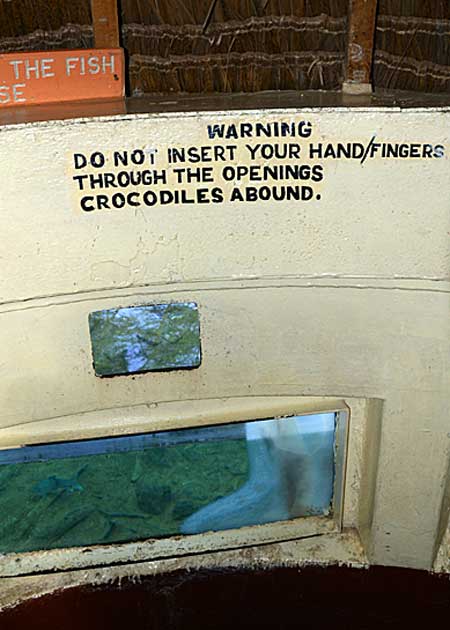 THE FISH
SE
WARNING
DO NOT INSERT YOUR HAND/FINGERS
THROUGH THE OPENINGS
CROCODILES ABOUND.